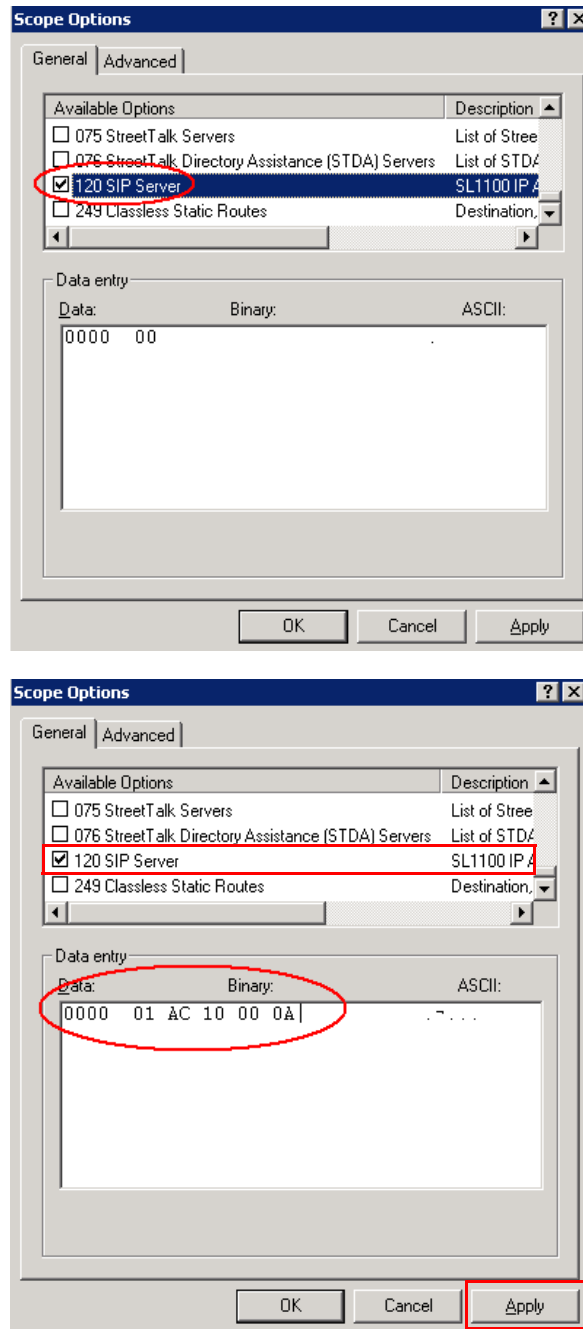 Scope Options
General Advanced
Available Options Description
075 StreetTalk Servers List of Stree
076 StreetTalk Directory Assistance (STDA) Servers List of STDA
120 SIP Server SL1100 IP A
249 Classless Static Routes Destination,
Data entry
Data: Binary: ASCII:
0000 00 .
OK Cancel Apply
Scope Options
General Advanced
Available Options Description
075 StreetTalk Servers List of Stree
076 StreetTalk Directory Assistance (STDA) Servers List of STDA
120 SIP Server SL1100 IP A
249 Classless Static Routes Destination,
Data entry
Data: Binary: ASCII:
0000 01 AC 10 00 0A .¬...
OK Cancel Apply